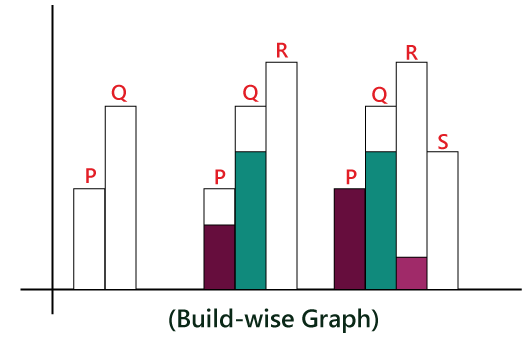 P Q
P Q R
P Q R S
(Build-wise Graph)